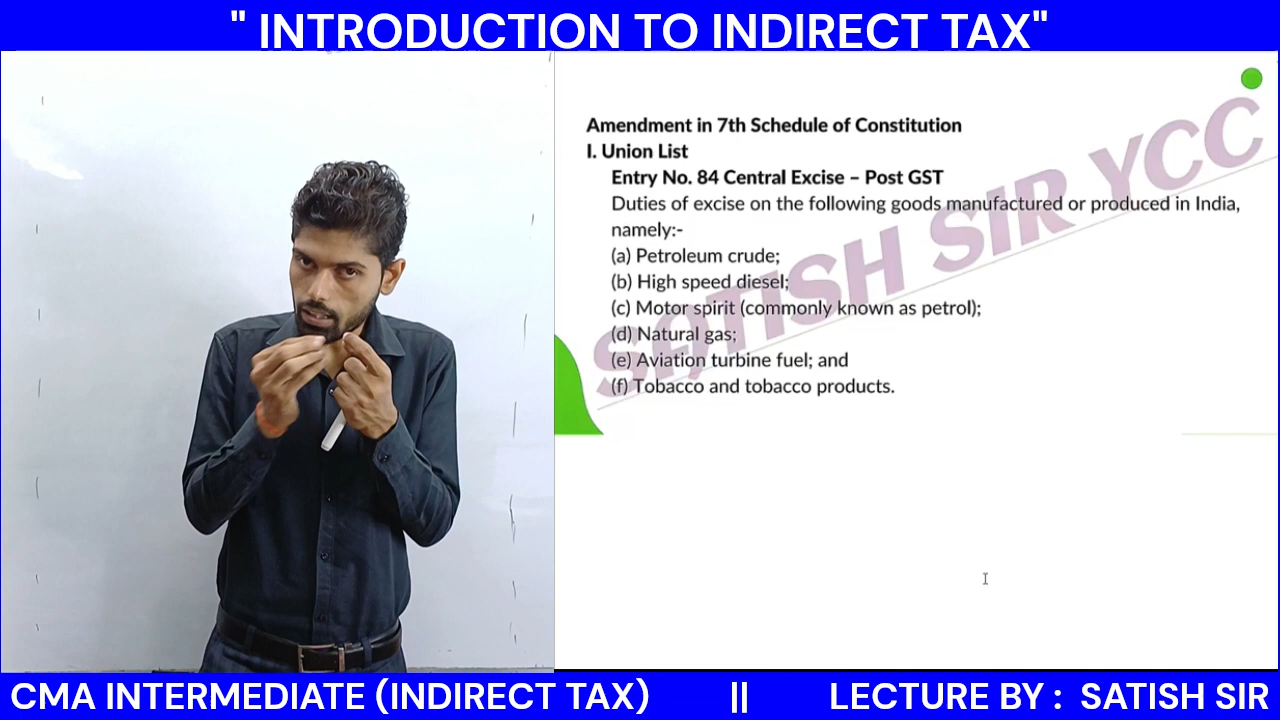 " INTRODUCTION TO INDIRECT TAX"
Amendment in 7th Schedule of Constitution
I. Union List
Entry No. 84 Central Excise – Post GST
Duties of excise on the following goods manufactured or produced in India,
namely:-
(a) Petroleum crude;
(b) High speed diesel;
(c) Motor spirit (commonly known as petrol);
(d) Natural gas;
(e) Aviation turbine fuel; and
(f) Tobacco and tobacco products.
SATISH SIR YCC
CMA INTERMEDIATE (INDIRECT TAX) || LECTURE BY : SATISH SIR